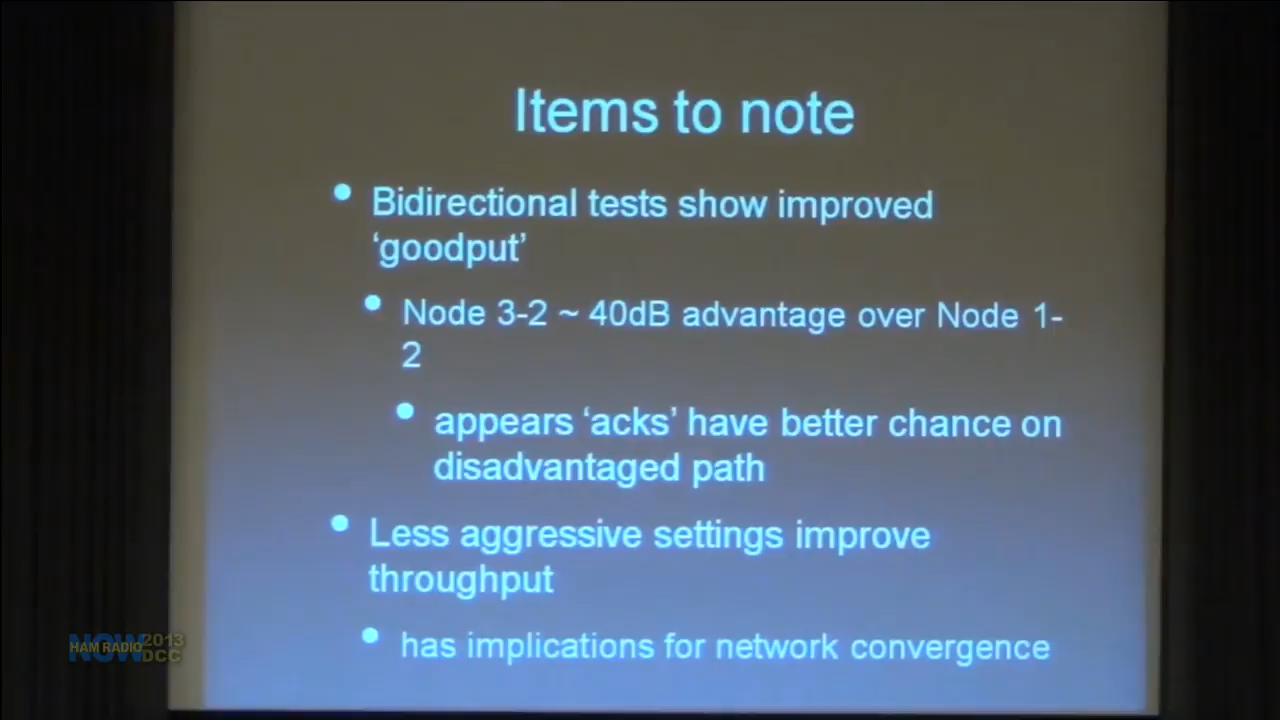 Items to note
• Bidirectional tests show improved
‘goodput’
• Node 3-2 ~ 40dB advantage over Node 1-
2
• appears ‘acks’ have better chance on
disadvantaged path
• Less aggressive settings improve
throughput
• has implications for network convergence
HAM RADIO NOW 2013
DCC